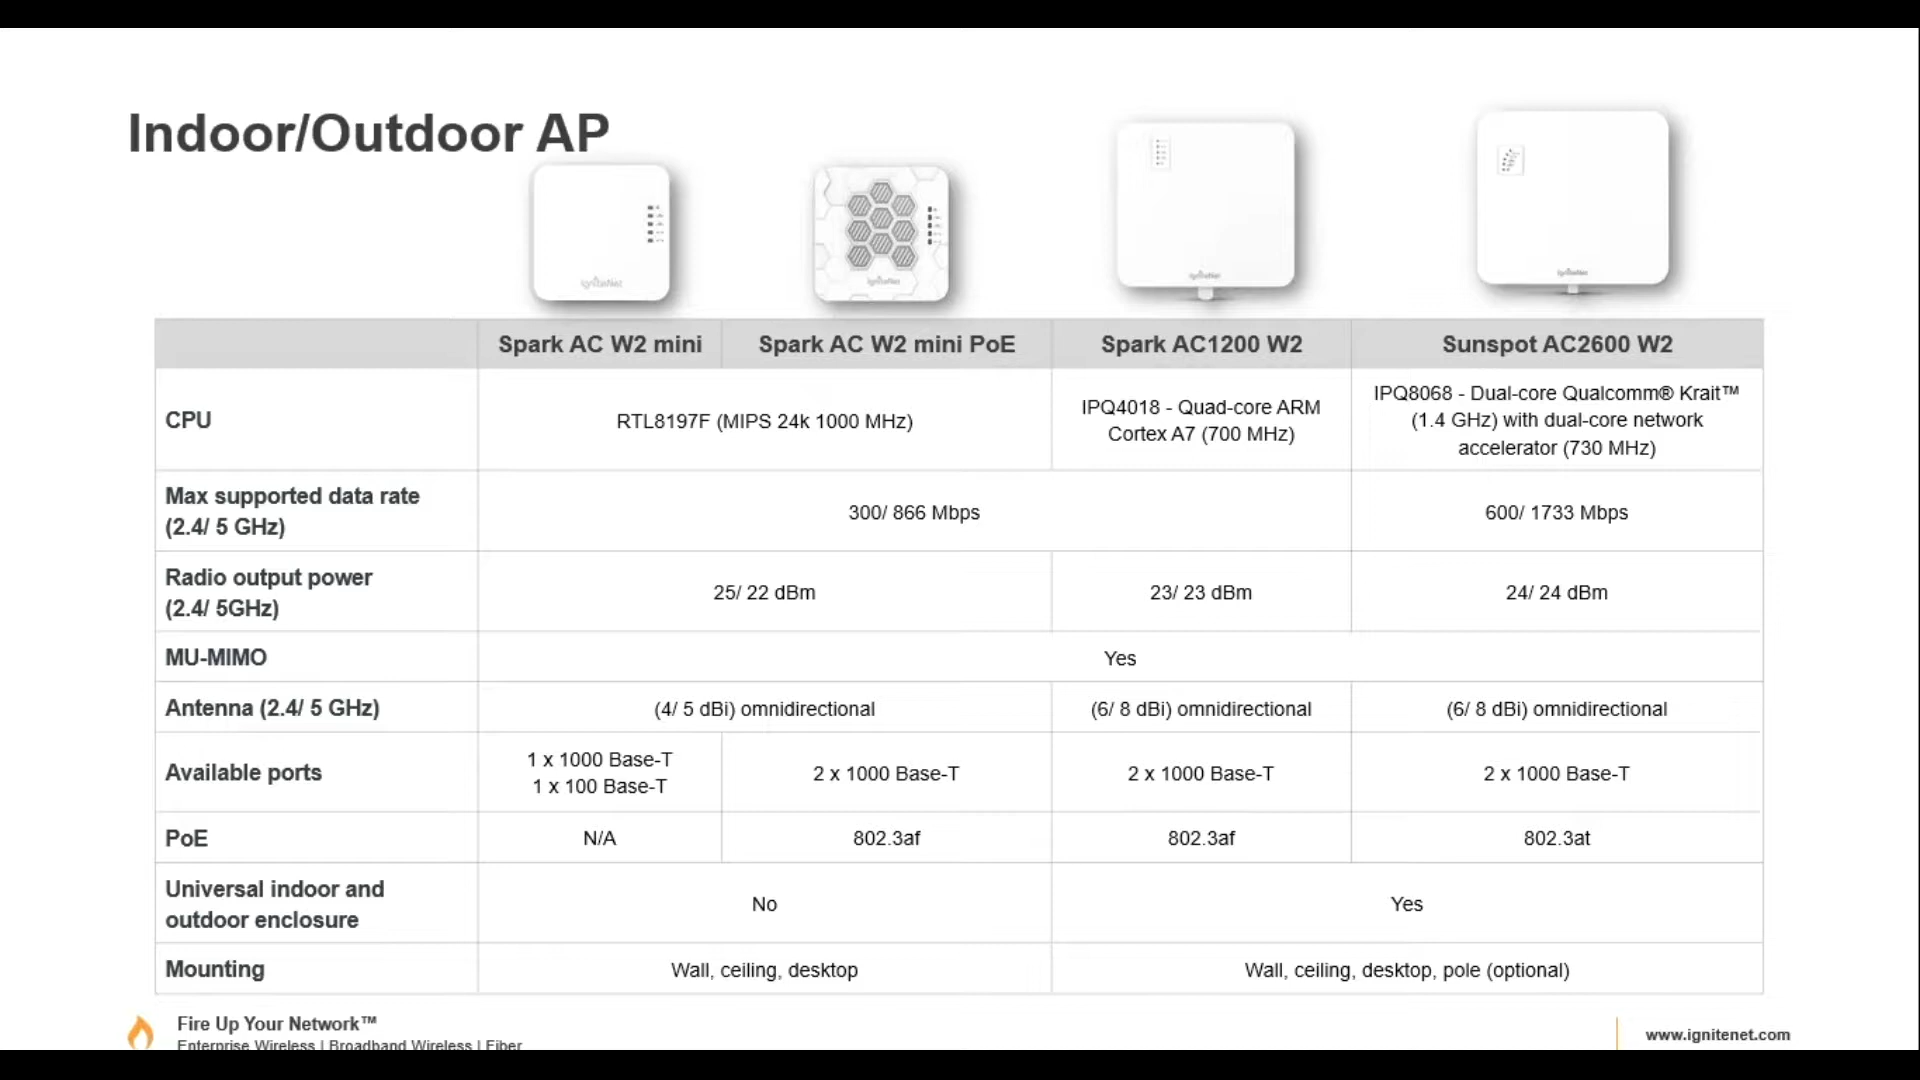 Indoor/Outdoor AP
IgniteNet
IgniteNet
IgniteNet
IgniteNet
Spark AC W2 mini
Spark AC W2 mini PoE
Spark AC1200 W2
Sunspot AC2600 W2
CPU
RTL8197F (MIPS 24k 1000 MHz)
IPQ4018 - Quad-core ARM
Cortex A7 (700 MHz)
IPQ8068 - Dual-core Qualcomm® Krait™
(1.4 GHz) with dual-core network
accelerator (730 MHz)
Max supported data rate
(2.4/ 5 GHz)
300/ 866 Mbps
600/ 1733 Mbps
Radio output power
(2.4/ 5GHz)
25/ 22 dBm
23/ 23 dBm
24/ 24 dBm
MU-MIMO
Yes
Antenna (2.4/ 5 GHz)
(4/ 5 dBi) omnidirectional
(6/ 8 dBi) omnidirectional
(6/ 8 dBi) omnidirectional
Available ports
1 x 1000 Base-T
1 x 100 Base-T
2 x 1000 Base-T
2 x 1000 Base-T
2 x 1000 Base-T
PoE
N/A
802.3af
802.3af
802.3at
Universal indoor and
outdoor enclosure
No
Yes
Mounting
Wall, ceiling, desktop
Wall, ceiling, desktop, pole (optional)
Fire Up Your Network™
Enterprise Wireless | Broadband Wireless | Fiber
www.ignitenet.com